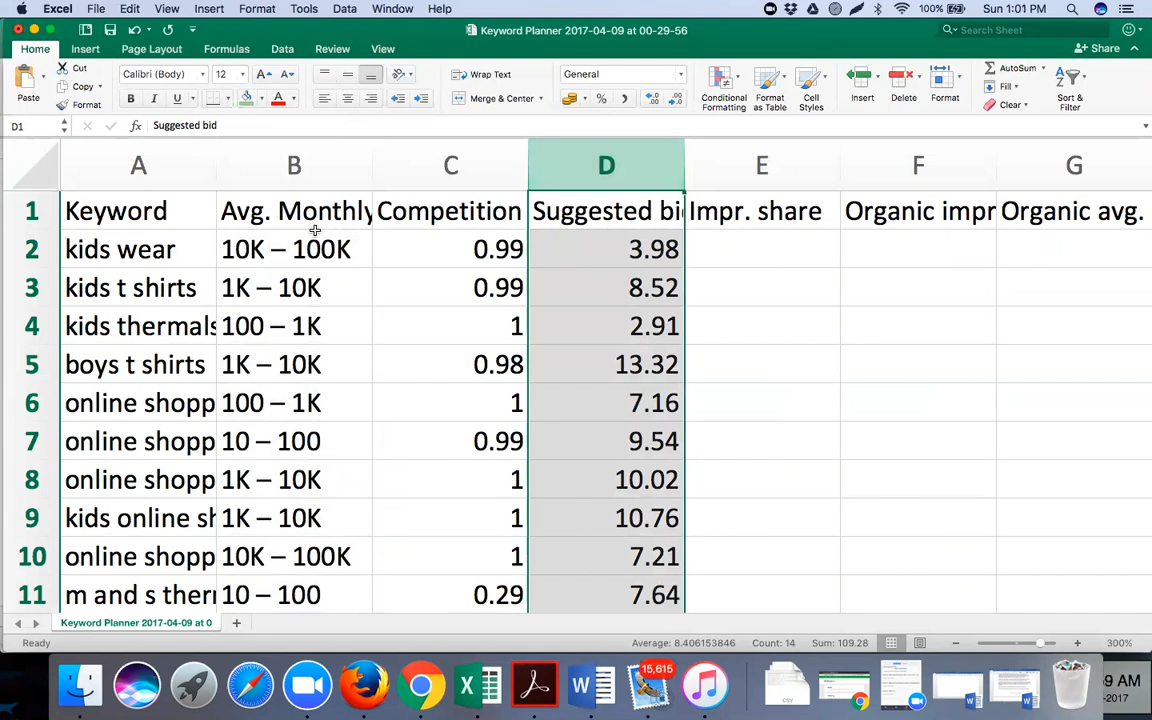 Excel File Edit View Insert Format Tools Data Window Help 100% Sun 1:01 PM
Keyword Planner 2017-04-09 at 00-29-56
Search Sheet
Home Insert Page Layout Formulas Data Review View
Share
Paste
Cut
Copy
Format
Calibri (Body) 12
A A
B I U
A
Wrap Text
Merge & Center
General
%
Conditional Formatting
Format as Table
Cell Styles
Insert
Delete
Format
AutoSum
Fill
Clear
Sort & Filter
D1 fx Suggested bid
A B C D E F G
1 Keyword Avg. Monthly Competition Suggested bi Impr. share Organic impr Organic avg.
2 kids wear 10K – 100K 0.99 3.98
3 kids t shirts 1K – 10K 0.99 8.52
4 kids thermals 100 – 1K 1 2.91
5 boys t shirts 1K – 10K 0.98 13.32
6 online shopp 100 – 1K 1 7.16
7 online shopp 10 – 100 0.99 9.54
8 online shopp 1K – 10K 1 10.02
9 kids online sh 1K – 10K 1 10.76
10 online shopp 10K – 100K 1 7.21
11 m and s ther 10 – 100 0.29 7.64
Keyword Planner 2017-04-09 at 0
Ready Average: 8.406153846 Count: 14 Sum: 109.28 300%
15,615
CSV
9 AM
-2017